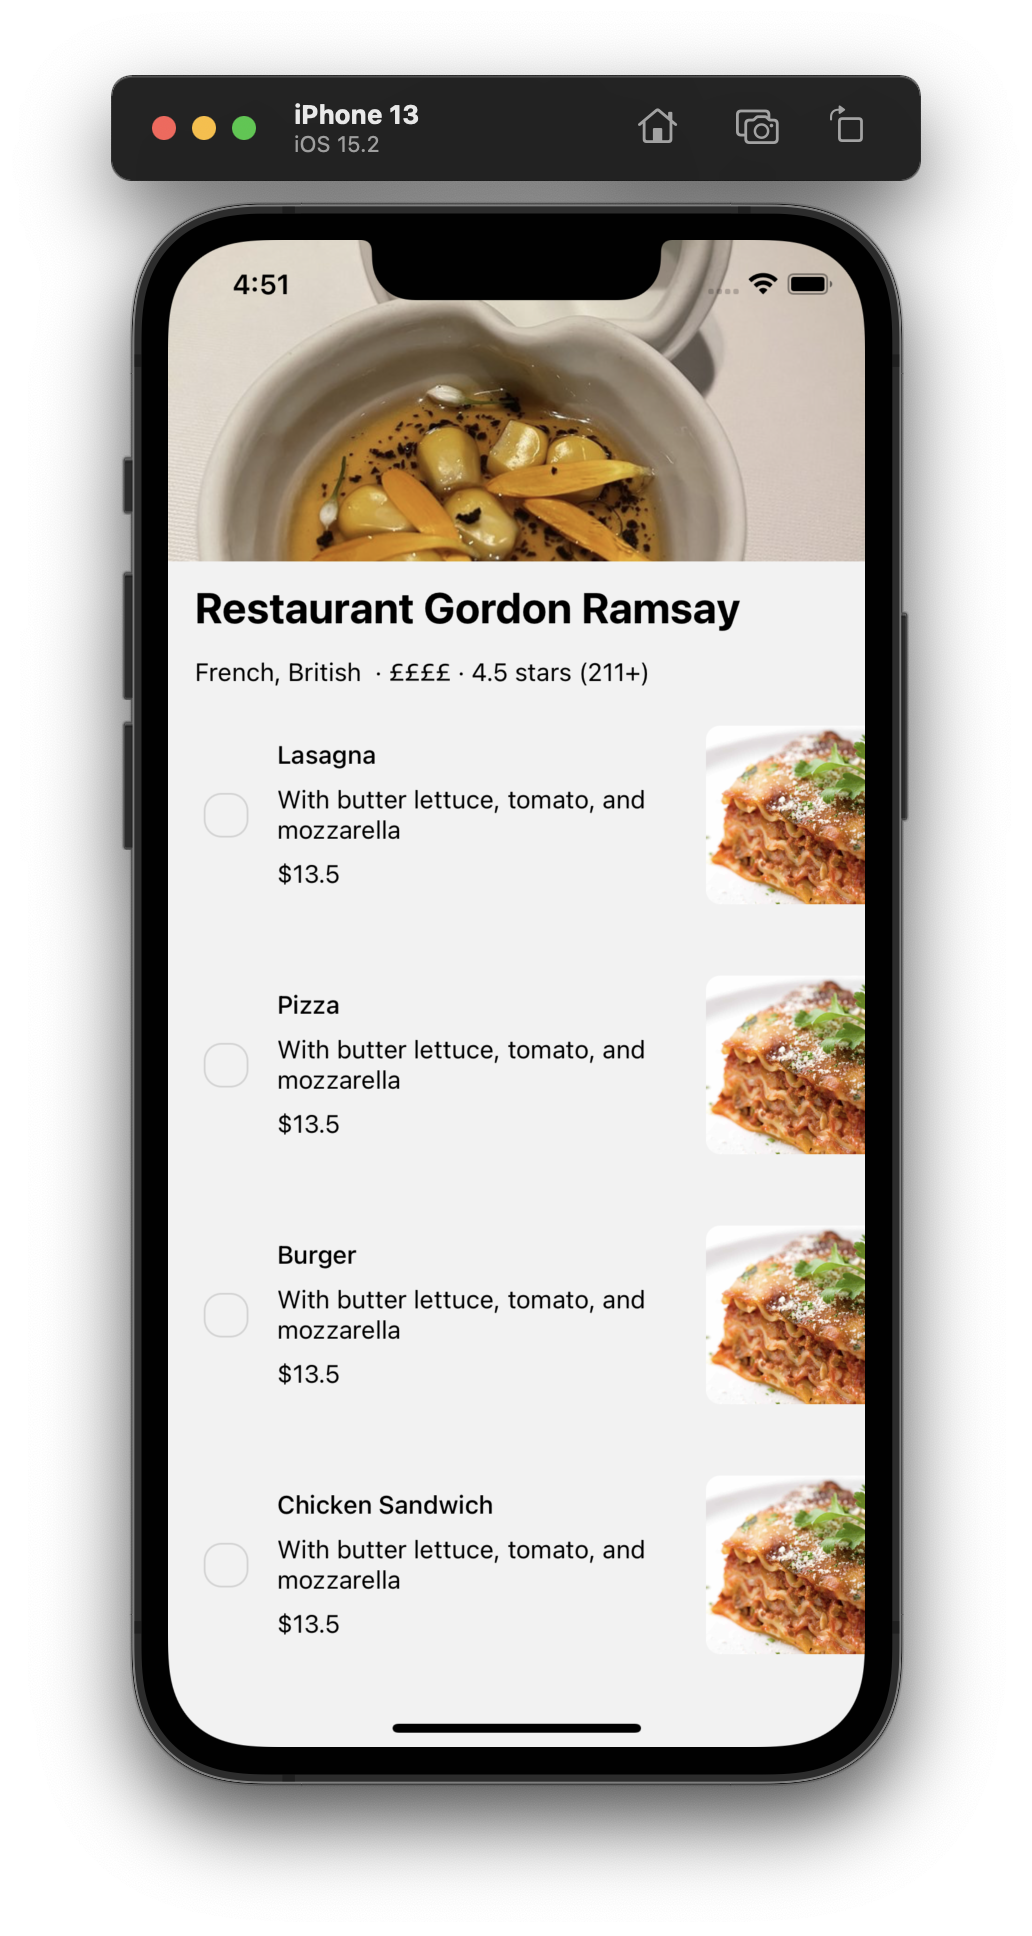 iPhone 13
iOS 15.2
4:51
Restaurant Gordon Ramsay
French, British · ££££ · 4.5 stars (211+)
Lasagna
With butter lettuce, tomato, and
mozzarella
$13.5
Pizza
With butter lettuce, tomato, and
mozzarella
$13.5
Burger
With butter lettuce, tomato, and
mozzarella
$13.5
Chicken Sandwich
With butter lettuce, tomato, and
mozzarella
$13.5